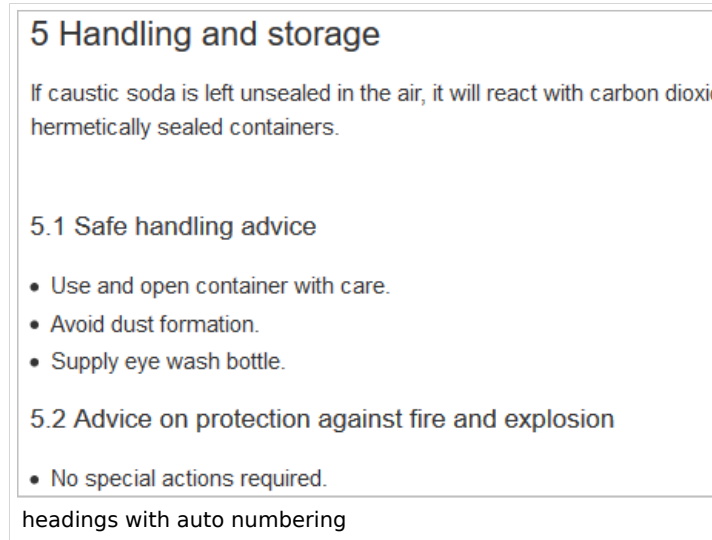 5 Handling and storage
If caustic soda is left unsealed in the air, it will react with carbon
hermetically sealed containers.
5.1 Safe handling advice
• Use and open container with care.
• Avoid dust formation.
• Supply eye wash bottle.
5.2 Advice on protection against fire and explosion
• No special actions required.
headings with auto numbering